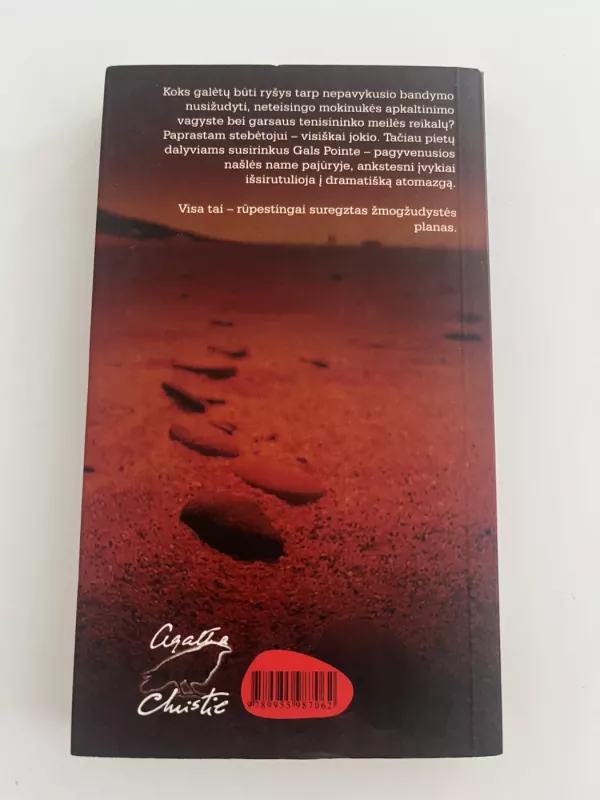 Koks galėtų būti ryšys tarp nepavykusio bandymo
nusižudyti, neteisingo mokinukės apkaltinimo
vagyste bei garsaus tenisininko meilės reikalų?
Paprastam stebėtojui – visiškai jokio. Tačiau pietų
dalyviams susirinkus Gals Pointe – pagyvenusios
našlės name pajūryje, ankstesni įvykiai
išsirutulioja į dramatišką atomazgą.
Visa tai – rūpestingai suregztas žmogžudystės
planas.
Agatha
Christie
9789955987062